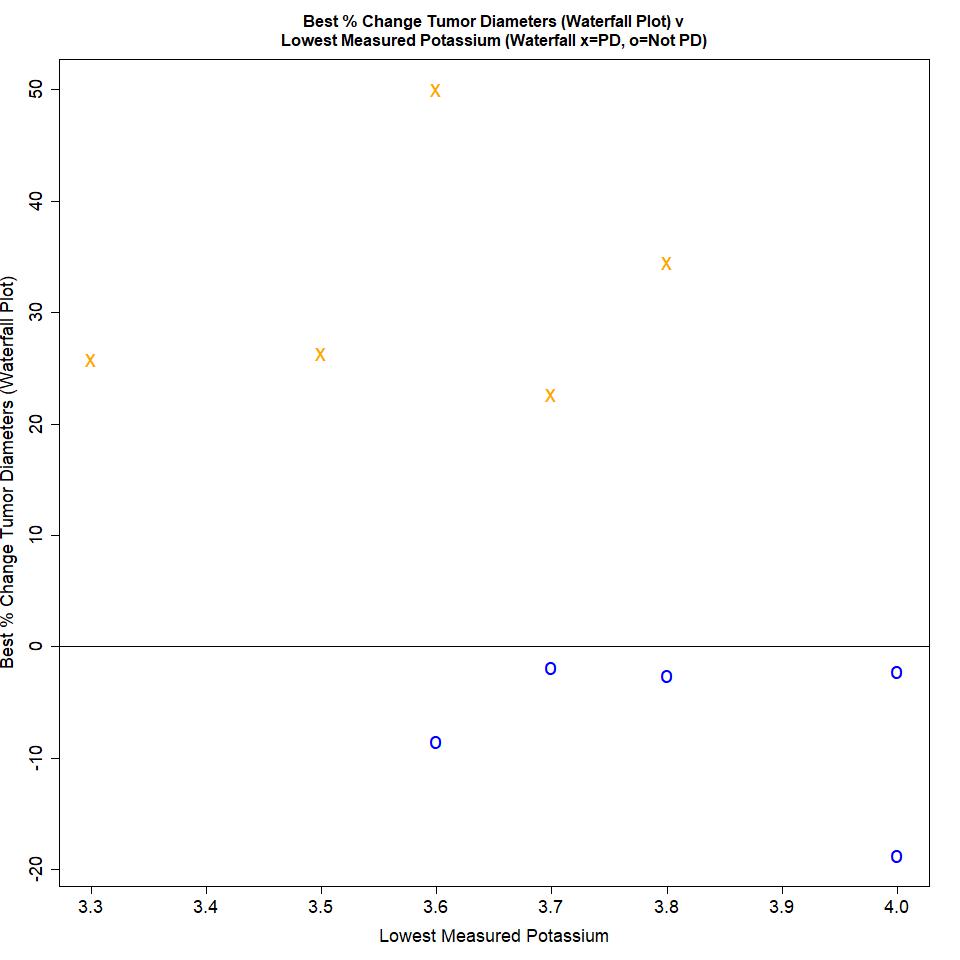 Best % Change Tumor Diameters (Waterfall Plot) v
Lowest Measured Potassium (Waterfall x=PD, o=Not PD)
Best % Change Tumor Diameters (Waterfall Plot)
50
40
30
20
10
0
-10
-20
X
X
X
X
X
O
O
O
O
O
3.3
3.4
3.5
3.6
3.7
3.8
3.9
4.0
Lowest Measured Potassium